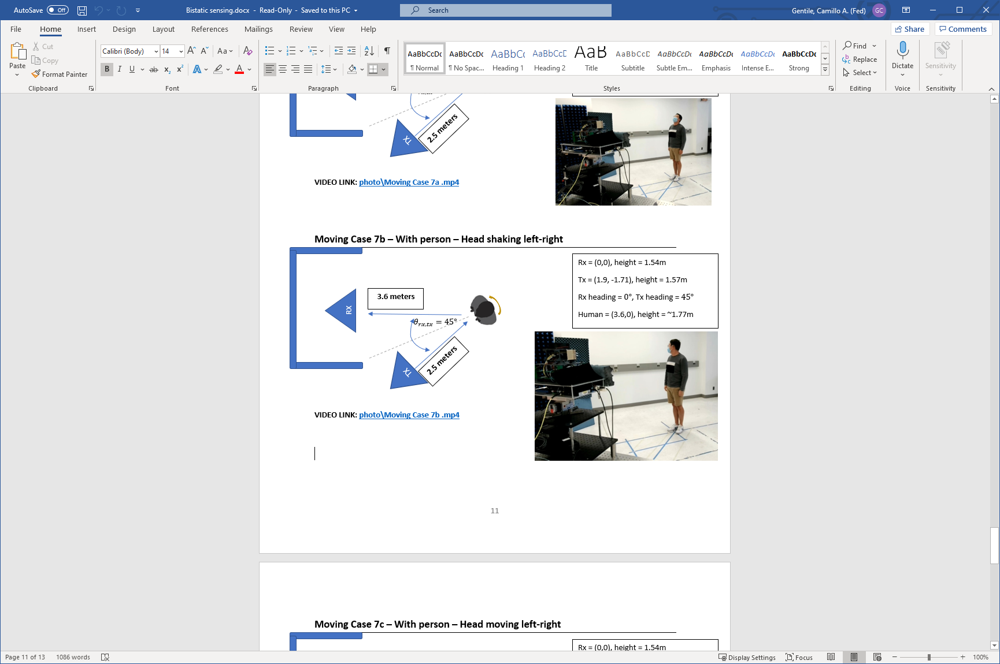 AutoSave Off
Bistatic sensing.docx - Read-Only - Saved to this PC
Search
Gentile, Camillo A. (Fed) GC
File Home Insert Design Layout References Mailings Review View Help
Share Comments
Paste
Cut
Copy
Format Painter
Clipboard
Calibri (Body) 14
Font
Paragraph
AaBbCcDc AaBbCcDc AaBbCc AaBbCcD AaB AaBbCcD AaBbCcDc AaBbCcDc AaBbCcDc AaBbCcDc
¶ Normal ¶ No Spac... Heading 1 Heading 2 Title Subtitle Subtle Em... Emphasis Intense E... Strong
Styles
Find
Replace
Select
Editing
Dictate
Voice
Sensitivity
Sensitivity
TX
2.5 meters
VIDEO LINK: photo\Moving Case 7a .mp4
Moving Case 7b – With person – Head shaking left-right
Rx = (0,0), height = 1.54m
Tx = (1.9, -1.71), height = 1.57m
Rx heading = 0°, Tx heading = 45°
Human = (3.6,0), height = ~1.77m
RX
3.6 meters
θrx,tx = 45°
TX
2.5 meters
VIDEO LINK: photo\Moving Case 7b .mp4
11
Moving Case 7c – With person – Head moving left-right
Rx = (0,0), height = 1.54m
Page 11 of 13 1086 words
Display Settings Focus 100%